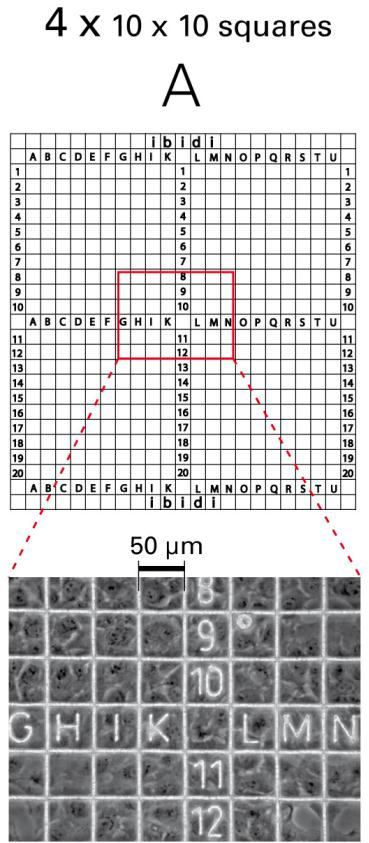 4 x 10 x 10 squares
A
i b i d i
A B C D E F G H I K L M N O P Q R S T U
1 1 1
2 2 2
3 3 3
4 4 4
5 5 5
6 6 6
7 7 7
8 8 8
9 9 9
10 10 10
A B C D E F G H I K L M N O P Q R S T U
11 11 11
12 12 12
13 13 13
14 14 14
15 15 15
16 16 16
17 17 17
18 18 18
19 19 19
20 20 20
A B C D E F G H I K L M N O P Q R S T U
i b i d i
50 µm
8
9
10
G H I K L M N
11
12